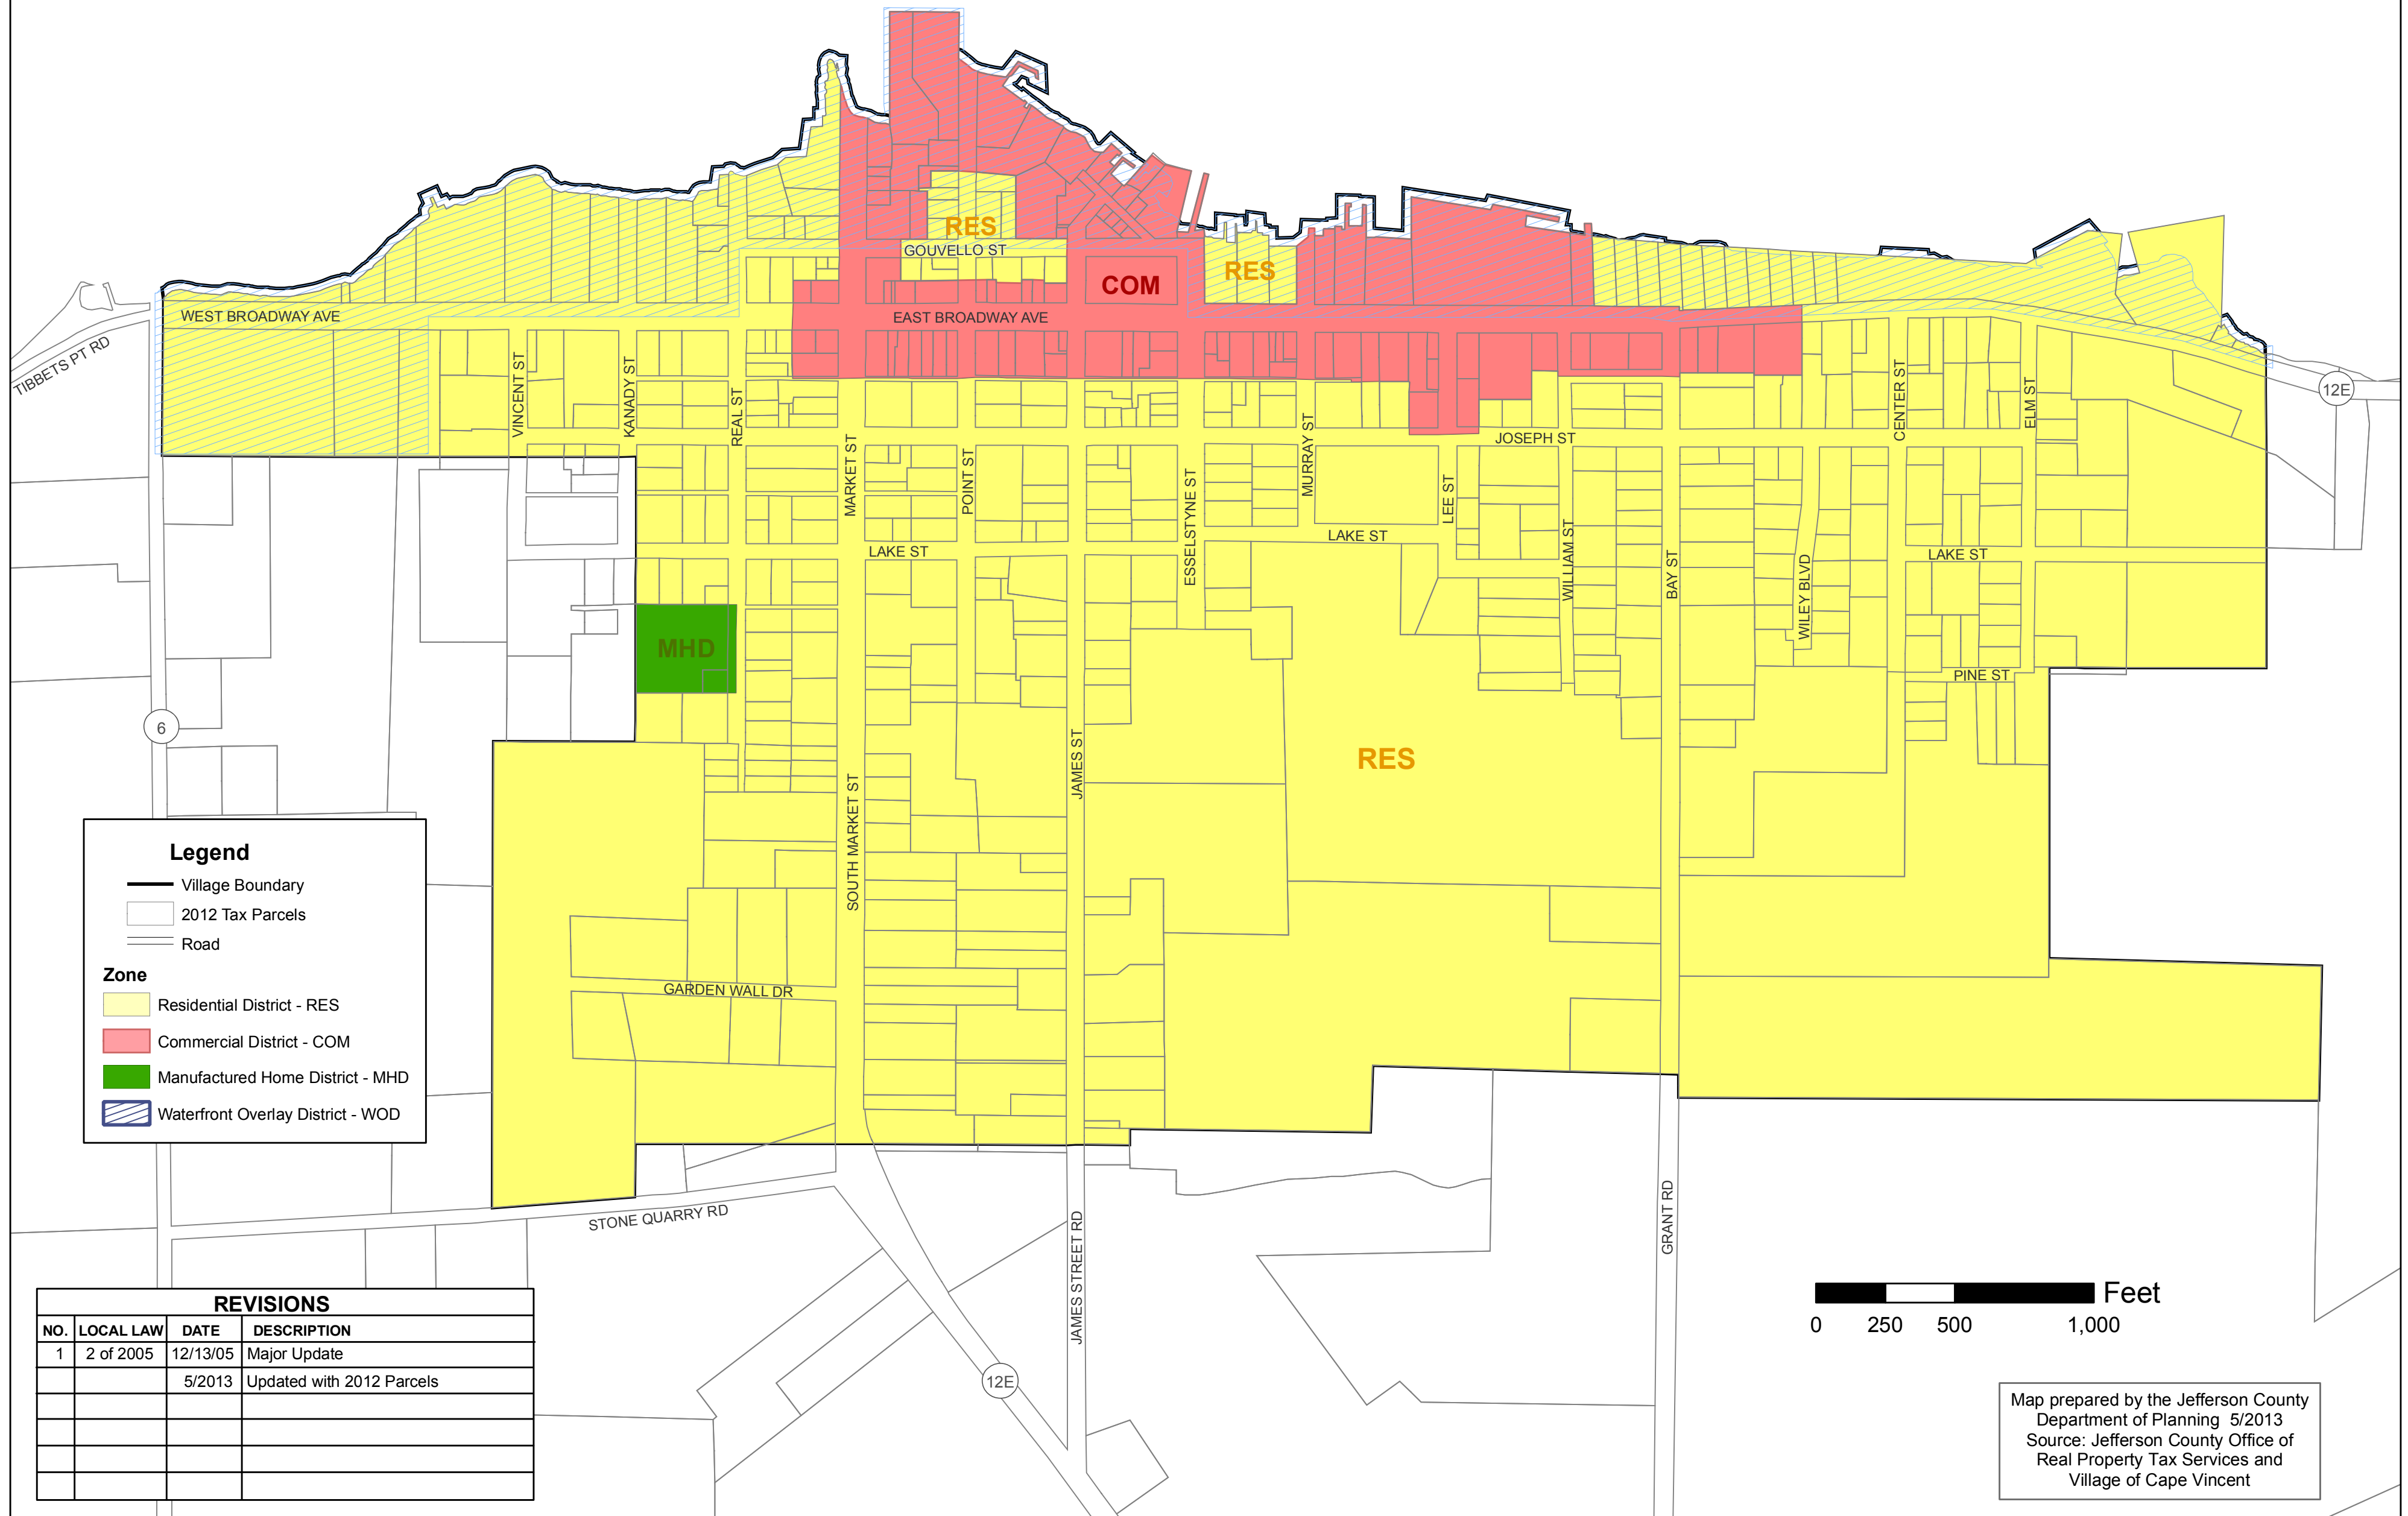 RES
GOUVELLO ST
RES
COM
WEST BROADWAY AVE
EAST BROADWAY AVE
TIBBETS PT RD
VINCENT ST
KANADY ST
REAL ST
MARKET ST
POINT ST
ESSELSTYNE ST
MURRAY ST
LEE ST
JOSEPH ST
WILLIAM ST
BAY ST
WILEY BLVD
CENTER ST
ELM ST
12E
LAKE ST
LAKE ST
LAKE ST
MHD
PINE ST
6
RES
JAMES ST
SOUTH MARKET ST
GARDEN WALL DR
STONE QUARRY RD
JAMES STREET RD
GRANT RD
12E
Legend
Village Boundary
2012 Tax Parcels
Road
Zone
Residential District - RES
Commercial District - COM
Manufactured Home District - MHD
Waterfront Overlay District - WOD
REVISIONS
NO. LOCAL LAW DATE DESCRIPTION
1 2 of 2005 12/13/05 Major Update
5/2013 Updated with 2012 Parcels
Feet
0 250 500 1,000
Map prepared by the Jefferson County
Department of Planning 5/2013
Source: Jefferson County Office of
Real Property Tax Services and
Village of Cape Vincent